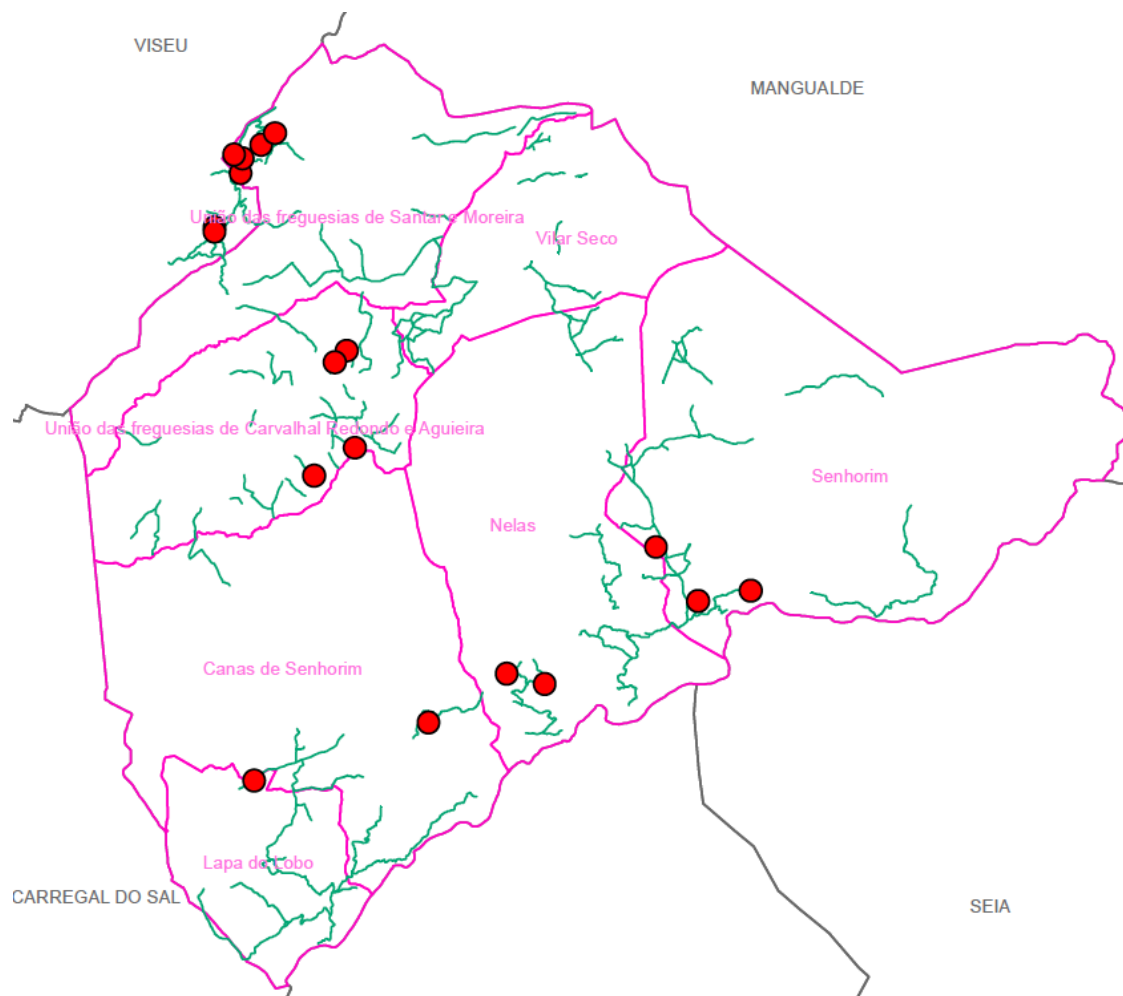 VISEU
MANGUALDE
União das freguesias de Santar e Moreira
Vilar Seco
União das freguesias de Carvalhal Redondo e Aguieira
Senhorim
Nelas
Canas de Senhorim
Lapa do Lobo
CARREGAL DO SAL
SEIA